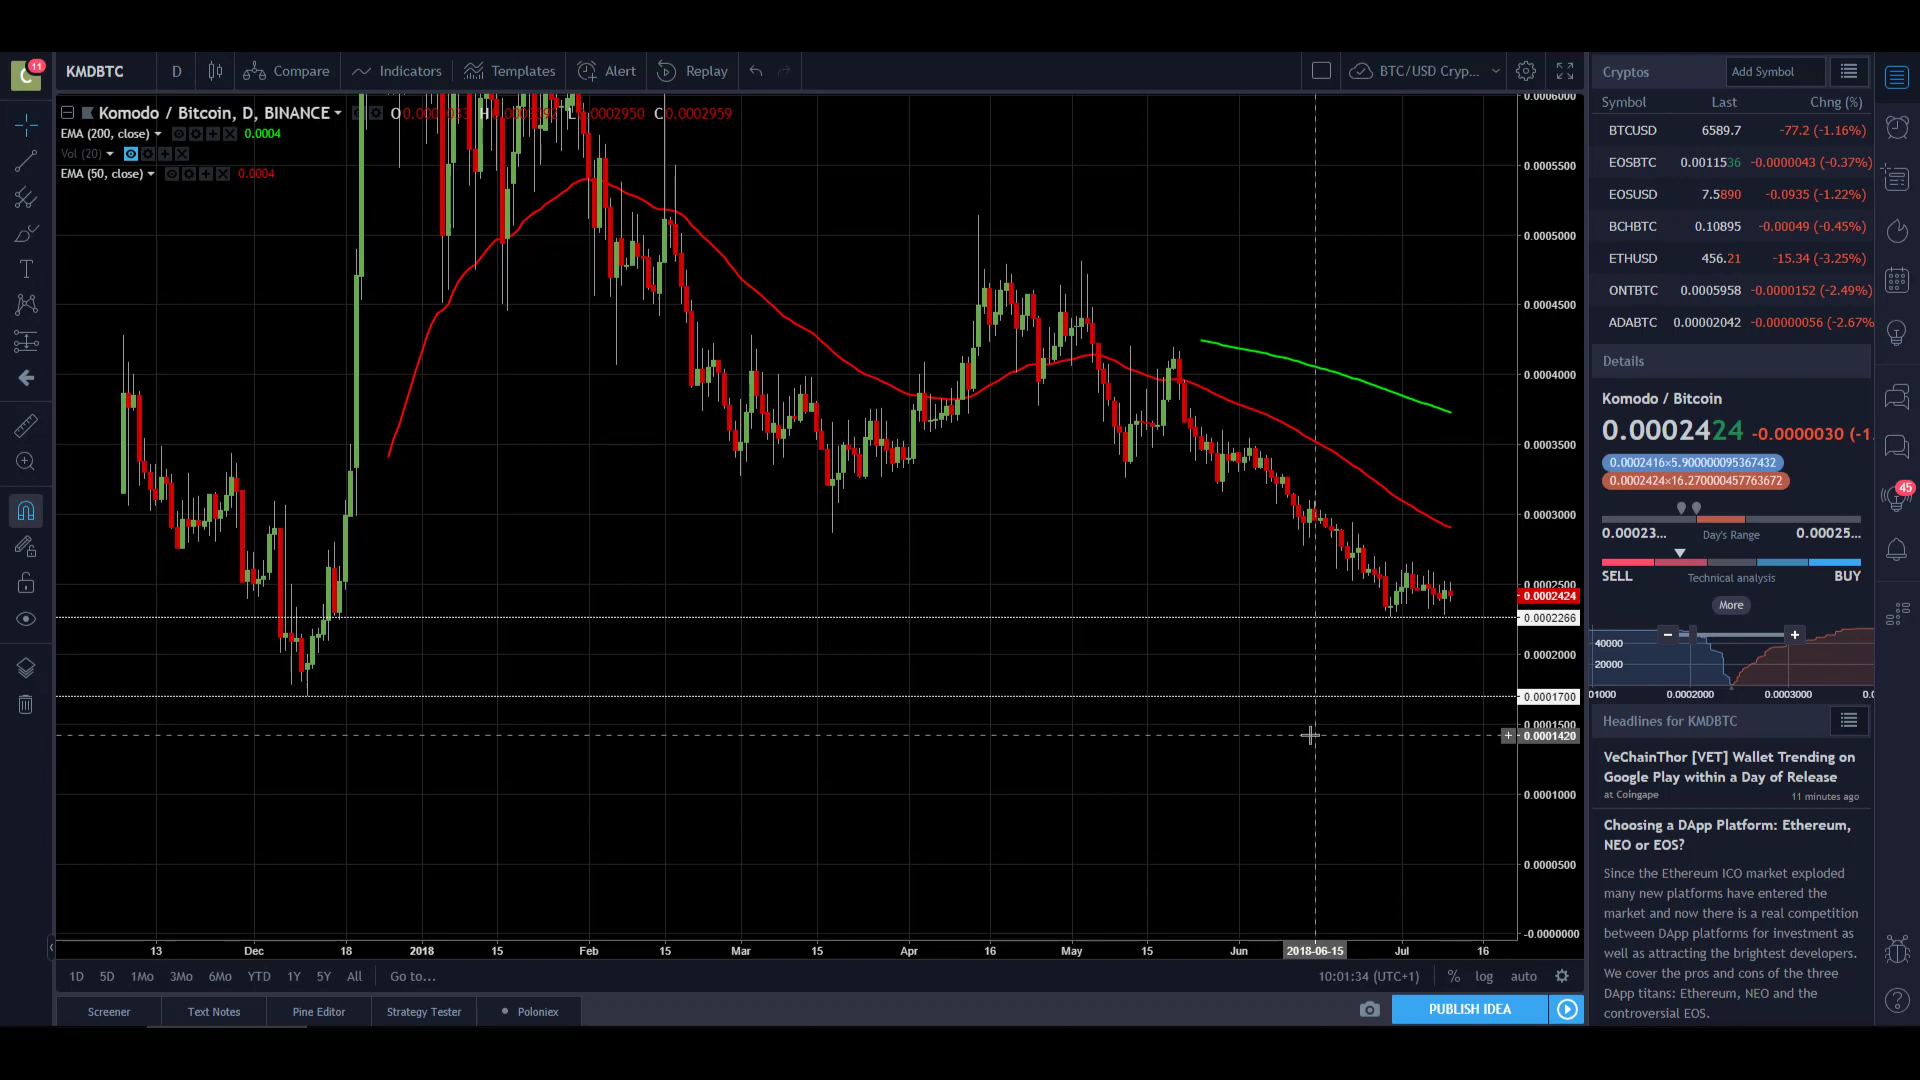 C 11
KMDBTC D Compare Indicators Templates Alert Replay BTC/USD Cryp...
Komodo / Bitcoin, D, BINANCE H L C0.0002959
EMA (200, close) 0.0004
Vol (20)
EMA (50, close) 0.0004
0.0006000
0.0005500
0.0005000
0.0004500
0.0004000
0.0003500
0.0003000
0.0002500
0.0002424
0.0002266
0.0002000
0.0001700
0.0001500
0.0001420
0.0001000
0.0000500
-0.0000000
13 Dec 18 2018 15 Feb 15 Mar 15 Apr 16 May 15 Jun 2018-06-15 Jul 16
1D 5D 1Mo 3Mo 6Mo YTD 1Y 5Y All Go to... 10:01:34 (UTC+1) % log auto
Screener Text Notes Pine Editor Strategy Tester Poloniex PUBLISH IDEA
Cryptos Add Symbol
Symbol Last Chng (%)
BTCUSD 6589.7 -77.2 (-1.16%)
EOSBTC 0.0011536 -0.0000043 (-0.37%)
EOSUSD 7.5890 -0.0935 (-1.22%)
BCHBTC 0.10895 -0.00049 (-0.45%)
ETHUSD 456.21 -15.34 (-3.25%)
ONTBTC 0.0005958 -0.0000152 (-2.49%)
ADABTC 0.00002042 -0.00000056 (-2.67%
Details
Komodo / Bitcoin
0.0002424 -0.0000030 (-1.
0.0002416×5.900000095367432
0.0002424×16.270000457763672
0.00023... Day's Range 0.00025...
SELL Technical analysis BUY
More
40000
20000
01000 0.0002000 0.0003000 0.
Headlines for KMDBTC
VeChainThor [VET] Wallet Trending on
Google Play within a Day of Release
at Coingape 11 minutes ago
Choosing a DApp Platform: Ethereum,
NEO or EOS?
Since the Ethereum ICO market exploded
many new platforms have entered the
market and now there is a real competition
between DApp platforms for investment as
well as attracting the brightest developers.
We cover the pros and cons of the three
DApp titans: Ethereum, NEO and the
controversial EOS.
45